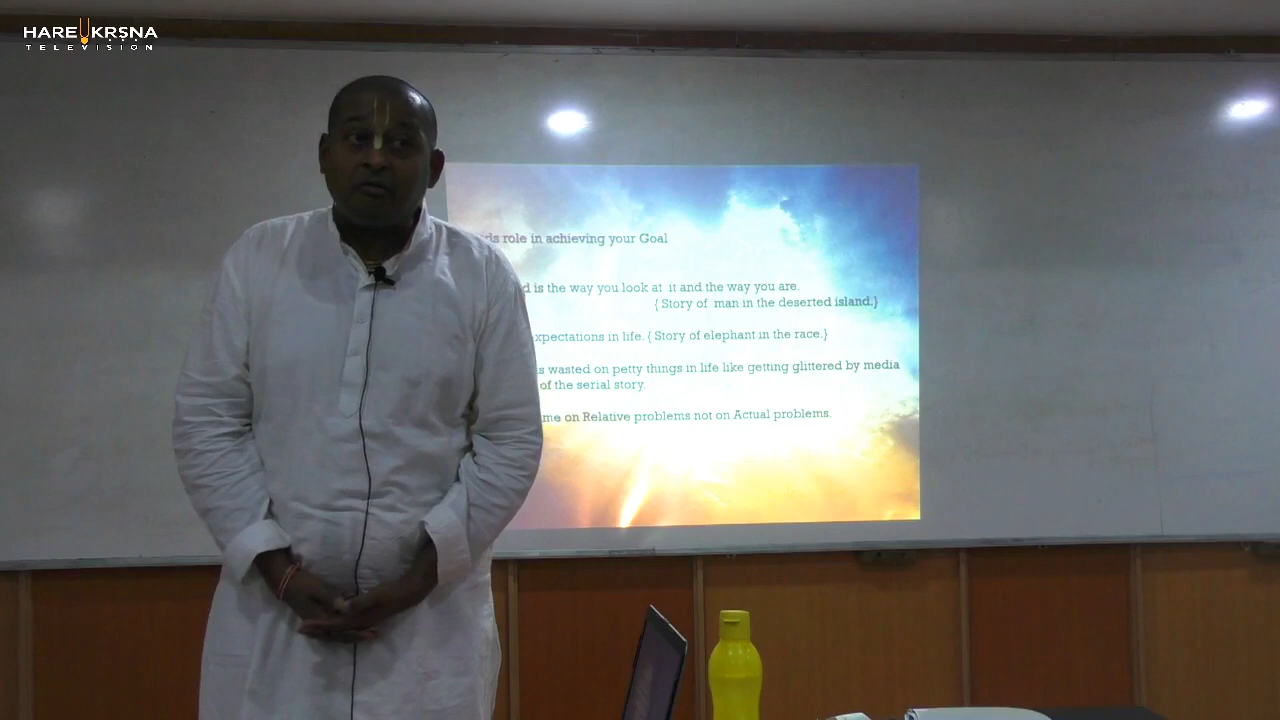 HARE KRSNA
TELEVISION
role in achieving your Goal
is the way you look at it and the way you are.
{ Story of man in the deserted island.}
xpectations in life. { Story of elephant in the race.}
is wasted on petty things in life like getting glittered by media
of the serial story.
me on Relative problems not on Actual problems.